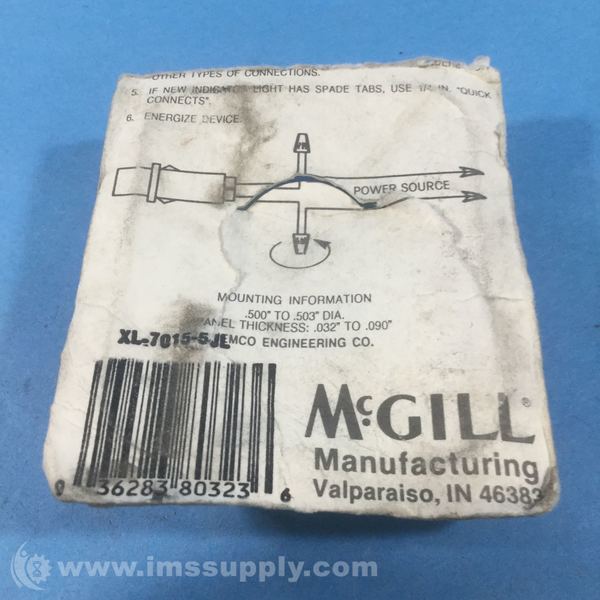 OTHER TYPES OF CONNECTIONS.
5. IF NEW INDICATOR LIGHT HAS SPADE TABS, USE 1/4 IN. "QUICK
CONNECTS".
6. ENERGIZE DEVICE.
POWER SOURCE
MOUNTING INFORMATION
.500" TO .503" DIA.
PANEL THICKNESS: .032" TO .090"
XL-7015-5JL EMCO ENGINEERING CO.
McGILL®
Manufacturing
Valparaiso, IN 46383
0 36283 80323 6
© www.imssupply.com